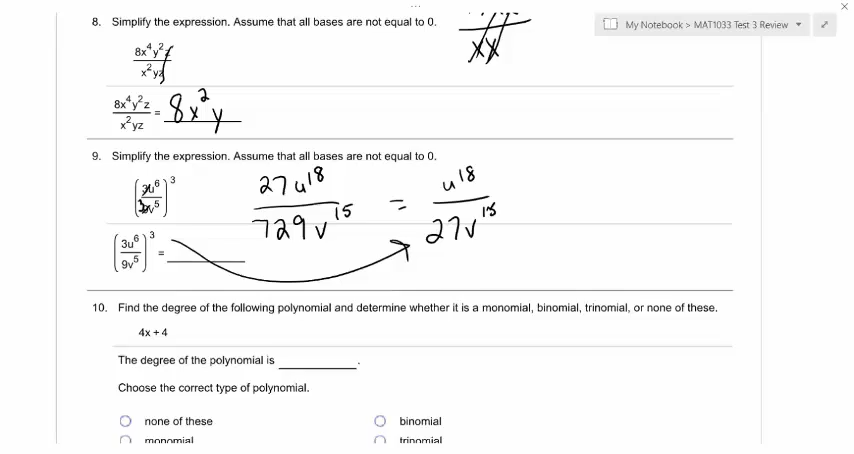 My Notebook > MAT1033 Test 3 Review
8. Simplify the expression. Assume that all bases are not equal to 0.
xx
8x⁴y²z
x²yz
8x⁴y²z / x²yz = 8x²y
9. Simplify the expression. Assume that all bases are not equal to 0.
(3u⁶ / 9v⁵)³ 27u¹⁸ / 729v¹⁵ = u¹⁸ / 27v¹⁵
(3u⁶ / 9v⁵)³ =
10. Find the degree of the following polynomial and determine whether it is a monomial, binomial, trinomial, or none of these.
4x + 4
The degree of the polynomial is ________ .
Choose the correct type of polynomial.
none of these binomial
monomial trinomial